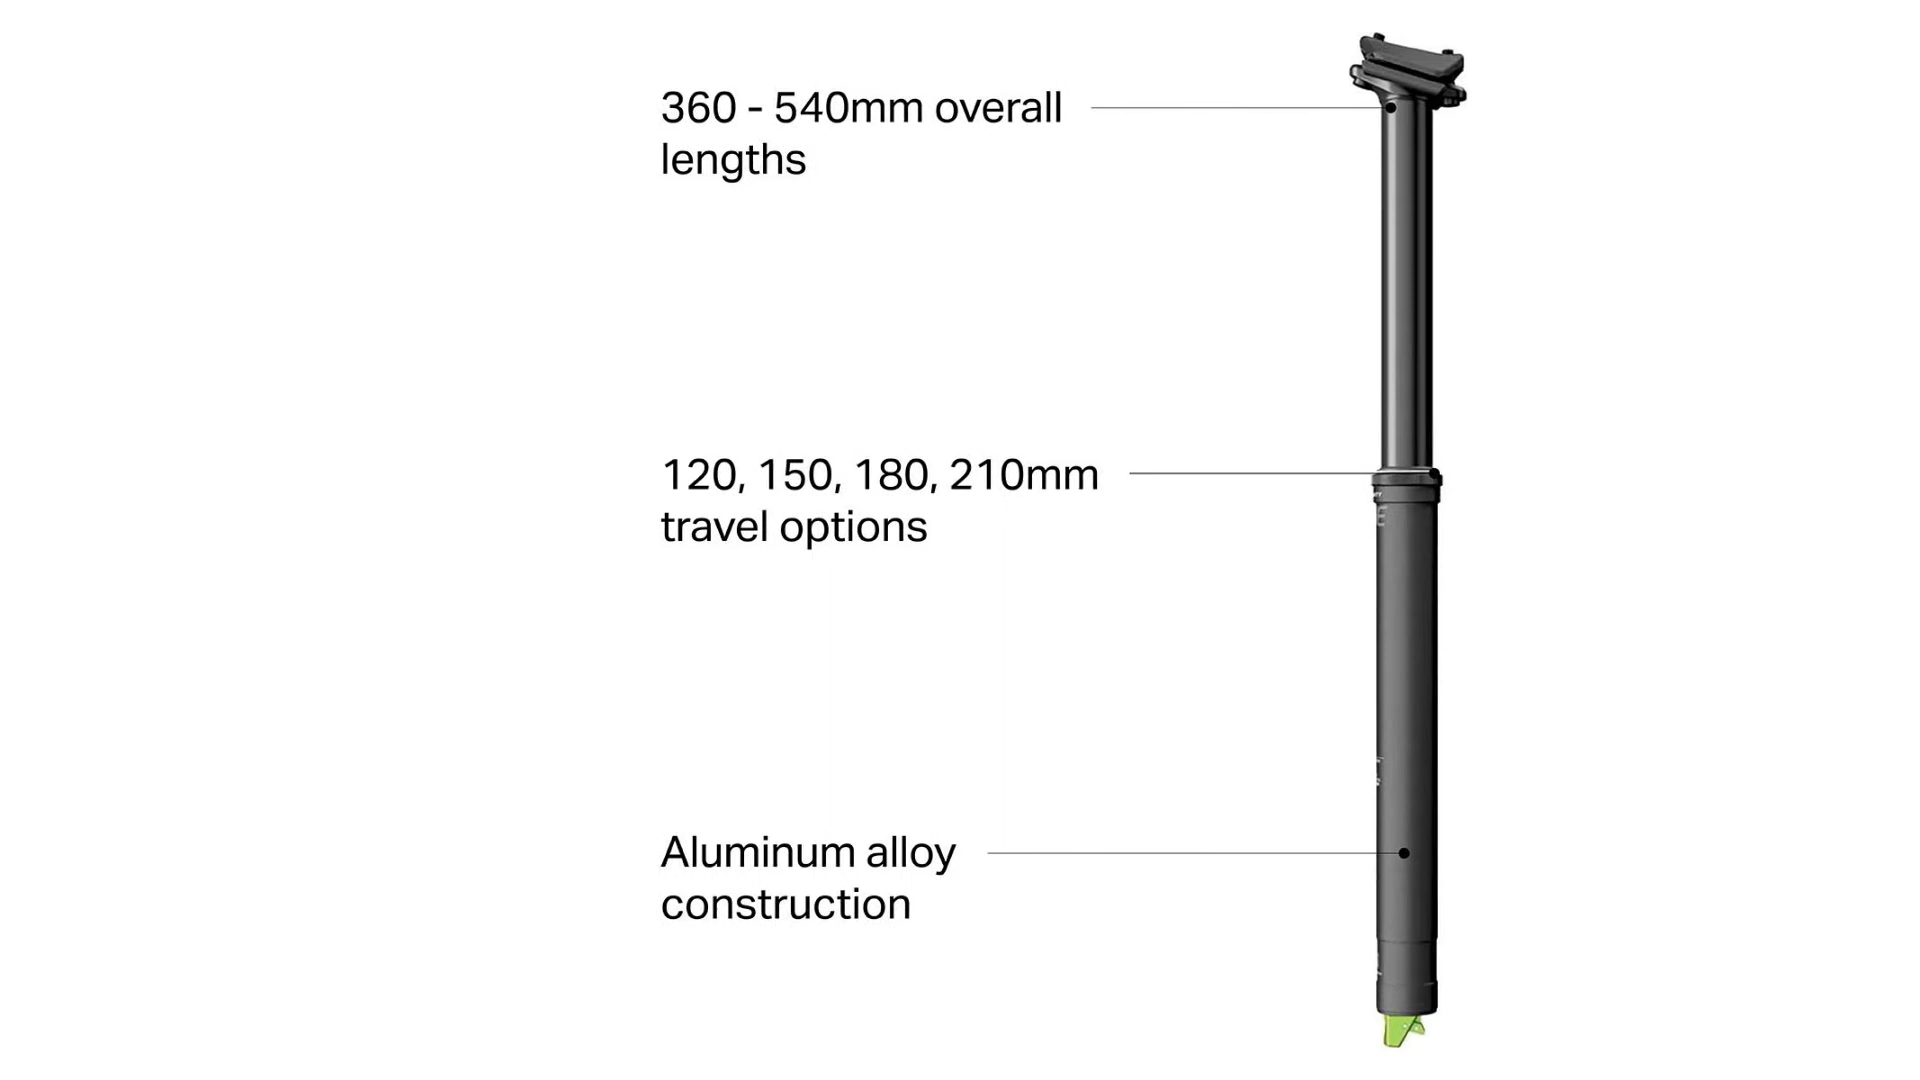 360 - 540mm overall
lengths
120, 150, 180, 210mm
travel options
Aluminum alloy
construction